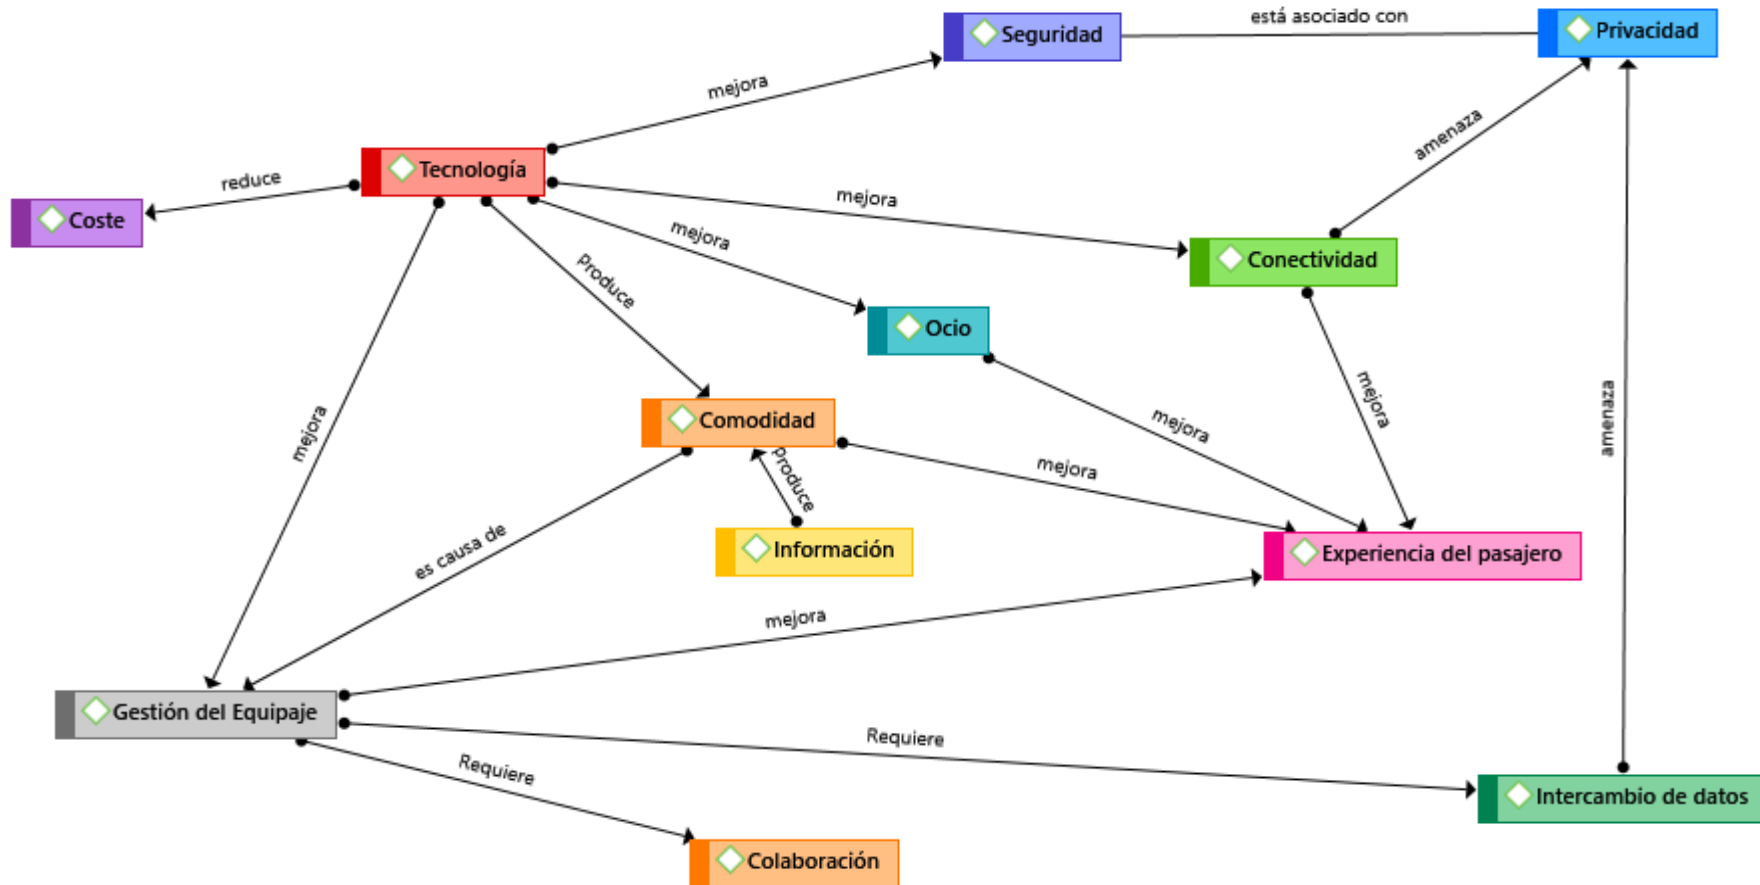 está asociado con
Seguridad
Privacidad
mejora
amenaza
Tecnología
reduce
mejora
Coste
mejora
Produce
Conectividad
Ocio
mejora
mejora
amenaza
mejora
Comodidad
mejora
Produce
es causa de
Información
Experiencia del pasajero
mejora
Gestión del Equipaje
Requiere
Requiere
Intercambio de datos
Colaboración